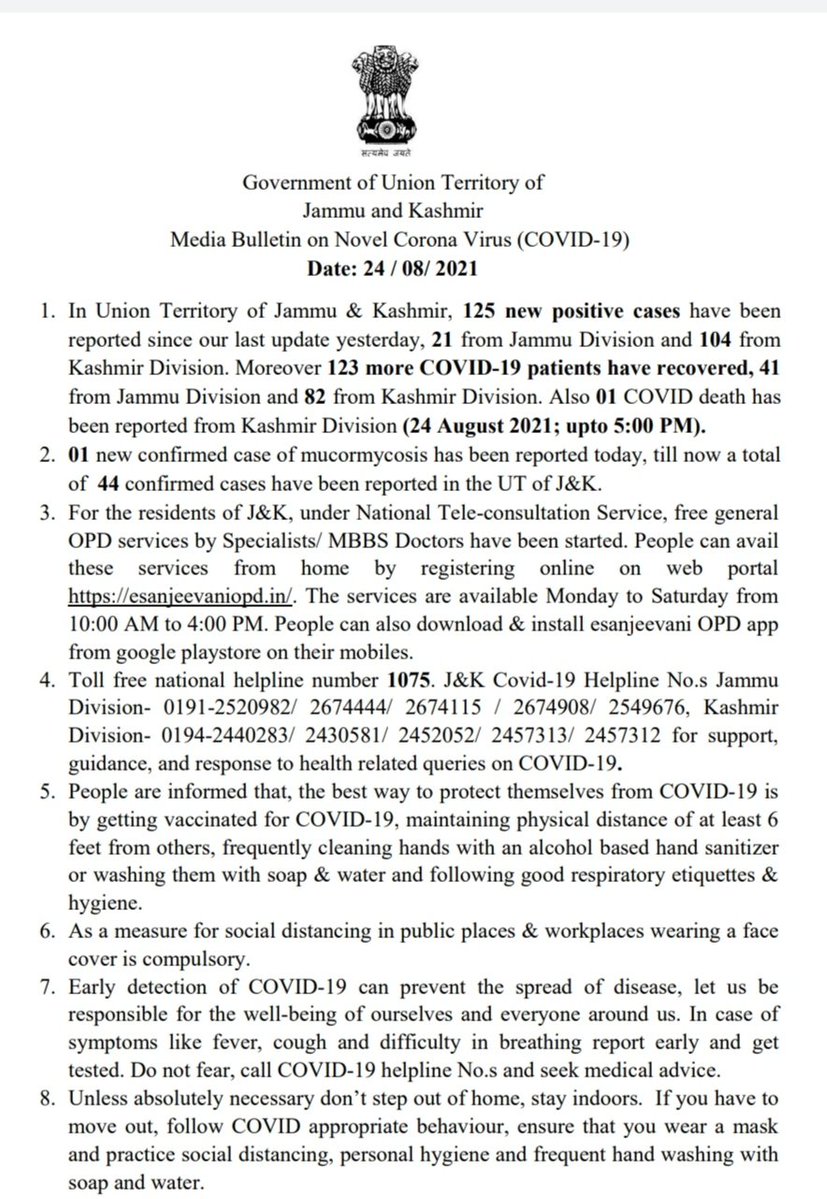 सत्यमेव जयते
Government of Union Territory of
Jammu and Kashmir
Media Bulletin on Novel Corona Virus (COVID-19)
Date: 24 / 08/ 2021
1. In Union Territory of Jammu & Kashmir, 125 new positive cases have been
reported since our last update yesterday, 21 from Jammu Division and 104 from
Kashmir Division. Moreover 123 more COVID-19 patients have recovered, 41
from Jammu Division and 82 from Kashmir Division. Also 01 COVID death has
been reported from Kashmir Division (24 August 2021; upto 5:00 PM).
2. 01 new confirmed case of mucormycosis has been reported today, till now a total
of 44 confirmed cases have been reported in the UT of J&K.
3. For the residents of J&K, under National Tele-consultation Service, free general
OPD services by Specialists/ MBBS Doctors have been started. People can avail
these services from home by registering online on web portal
https://esanjeevaniopd.in/. The services are available Monday to Saturday from
10:00 AM to 4:00 PM. People can also download & install esanjeevani OPD app
from google playstore on their mobiles.
4. Toll free national helpline number 1075. J&K Covid-19 Helpline No.s Jammu
Division- 0191-2520982/ 2674444/ 2674115 / 2674908/ 2549676, Kashmir
Division- 0194-2440283/ 2430581/ 2452052/ 2457313/ 2457312 for support,
guidance, and response to health related queries on COVID-19.
5. People are informed that, the best way to protect themselves from COVID-19 is
by getting vaccinated for COVID-19, maintaining physical distance of at least 6
feet from others, frequently cleaning hands with an alcohol based hand sanitizer
or washing them with soap & water and following good respiratory etiquettes &
hygiene.
6. As a measure for social distancing in public places & workplaces wearing a face
cover is compulsory.
7. Early detection of COVID-19 can prevent the spread of disease, let us be
responsible for the well-being of ourselves and everyone around us. In case of
symptoms like fever, cough and difficulty in breathing report early and get
tested. Do not fear, call COVID-19 helpline No.s and seek medical advice.
8. Unless absolutely necessary don’t step out of home, stay indoors. If you have to
move out, follow COVID appropriate behaviour, ensure that you wear a mask
and practice social distancing, personal hygiene and frequent hand washing with
soap and water.